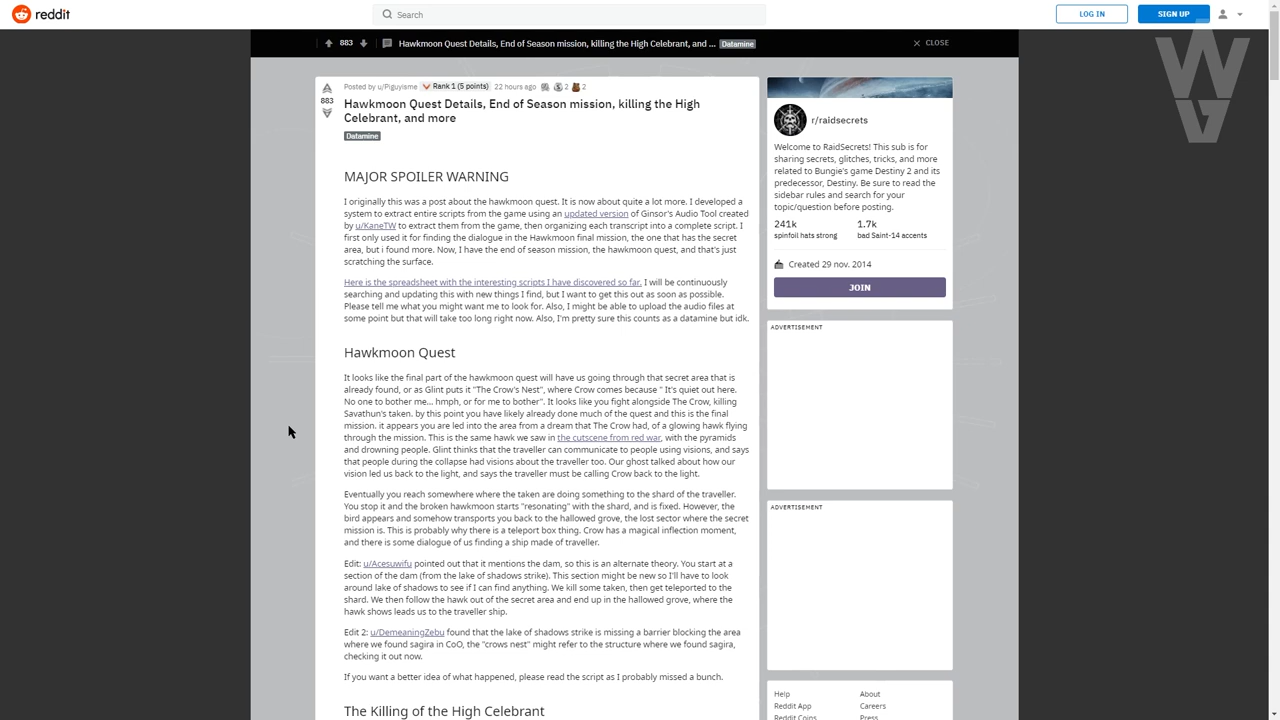 reddit
Search
LOG IN
SIGN UP
883
Hawkmoon Quest Details, End of Season mission, killing the High Celebrant, and ...
Datamine
CLOSE
Posted by u/Piguyisme Rank 1 (5 points) 22 hours ago 2 2
883
Hawkmoon Quest Details, End of Season mission, killing the High
Celebrant, and more
Datamine
MAJOR SPOILER WARNING
I originally this was a post about the hawkmoon quest. It is now about quite a lot more. I developed a
system to extract entire scripts from the game using an updated version of Ginsor's Audio Tool created
by u/KaneTW to extract them from the game, then organizing each transcript into a complete script. I
first only used it for finding the dialogue in the Hawkmoon final mission, the one that has the secret
area, but i found more. Now, I have the end of season mission, the hawkmoon quest, and that's just
scratching the surface.
Here is the spreadsheet with the interesting scripts I have discovered so far. I will be continuously
searching and updating this with new things I find, but I want to get this out as soon as possible.
Please tell me what you might want me to look for. Also, I might be able to upload the audio files at
some point but that will take too long right now. Also, I'm pretty sure this counts as a datamine but idk.
Hawkmoon Quest
It looks like the final part of the hawkmoon quest will have us going through that secret area that is
already found, or as Glint puts it "The Crow's Nest", where Crow comes because " It's quiet out here.
No one to bother me... hmph, or for me to bother". It looks like you fight alongside The Crow, killing
Savathun's taken. by this point you have likely already done much of the quest and this is the final
mission. it appears you are led into the area from a dream that The Crow had, of a glowing hawk flying
through the mission. This is the same hawk we saw in the cutscene from red war, with the pyramids
and drowning people. Glint thinks that the traveller can communicate to people using visions, and says
that people during the collapse had visions about the traveller too. Our ghost talked about how our
vision led us back to the light, and says the traveller must be calling Crow back to the light.
Eventually you reach somewhere where the taken are doing something to the shard of the traveller.
You stop it and the broken hawkmoon starts "resonating" with the shard, and is fixed. However, the
bird appears and somehow transports you back to the hallowed grove, the lost sector where the secret
mission is. This is probably why there is a teleport box thing. Crow has a magical inflection moment,
and there is some dialogue of us finding a ship made of traveller.
Edit: u/Acesuwifu pointed out that it mentions the dam, so this is an alternate theory. You start at a
section of the dam (from the lake of shadows strike). This section might be new so I'll have to look
around lake of shadows to see if I can find anything. We kill some taken, then get teleported to the
shard. We then follow the hawk out of the secret area and end up in the hallowed grove, where the
hawk shows leads us to the traveller ship.
Edit 2: u/DemeaningZebu found that the lake of shadows strike is missing a barrier blocking the area
where we found sagira in CoO, the "crows nest" might refer to the structure where we found sagira,
checking it out now.
If you want a better idea of what happened, please read the script as I probably missed a bunch.
The Killing of the High Celebrant
r/raidsecrets
Welcome to RaidSecrets! This sub is for
sharing secrets, glitches, tricks, and more
related to Bungie's game Destiny 2 and its
predecessor, Destiny. Be sure to read the
sidebar rules and search for your
topic/question before posting.
241k 1.7k
spinfoil hats strong bad Saint-14 accents
Created 29 nov. 2014
JOIN
ADVERTISEMENT
ADVERTISEMENT
Help About
Reddit App Careers
Reddit Coins Press